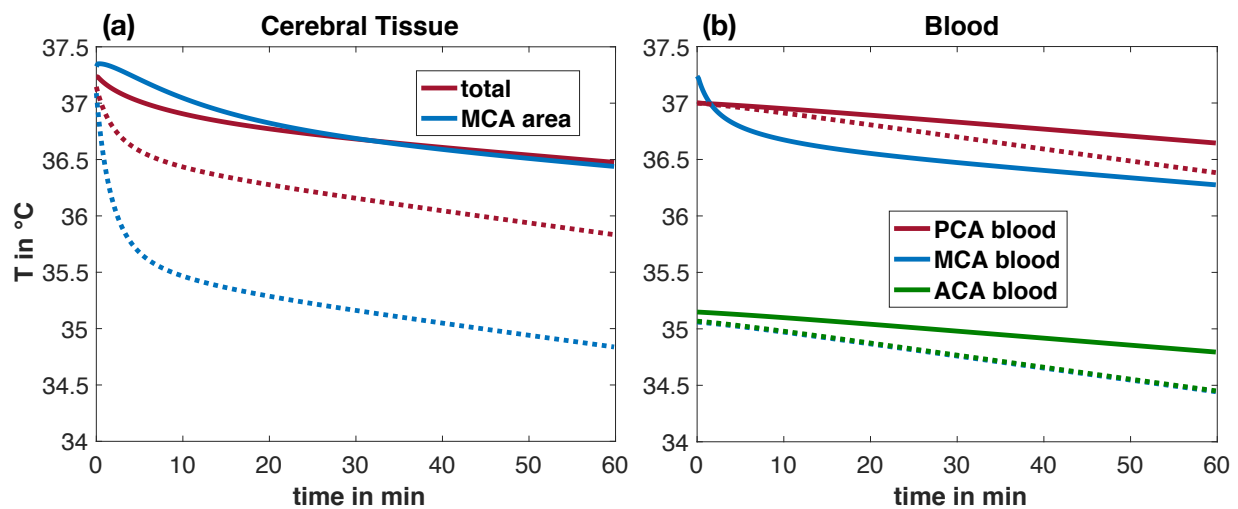 (a) Cerebral Tissue
37.5
37
36.5
36
35.5
35
34.5
34
T in °C
total
MCA area
0 10 20 30 40 50 60
time in min
(b) Blood
37.5
37
36.5
36
35.5
35
34.5
34
PCA blood
MCA blood
ACA blood
0 10 20 30 40 50 60
time in min